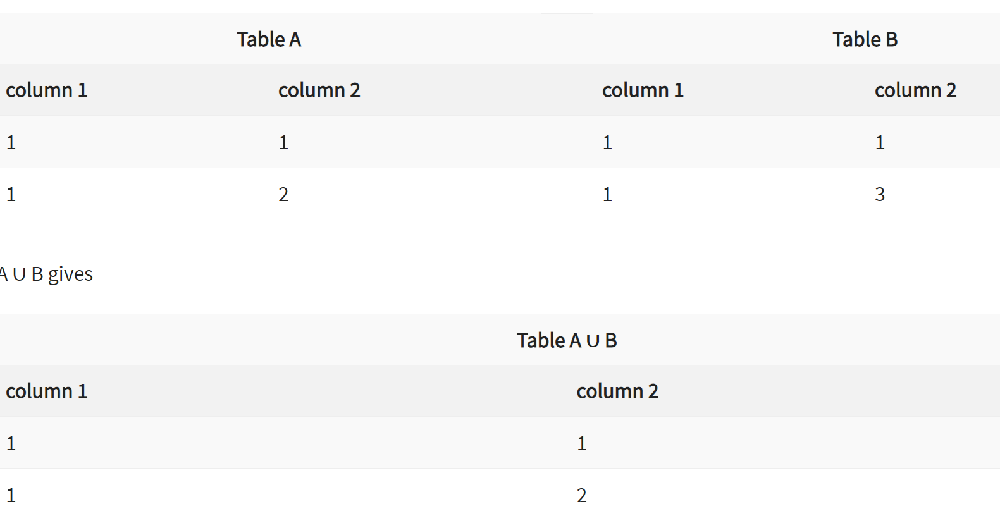 Table A Table B
column 1 column 2 column 1 column 2
1 1 1 1
1 2 1 3
A ∪ B gives
Table A ∪ B
column 1 column 2
1 1
1 2